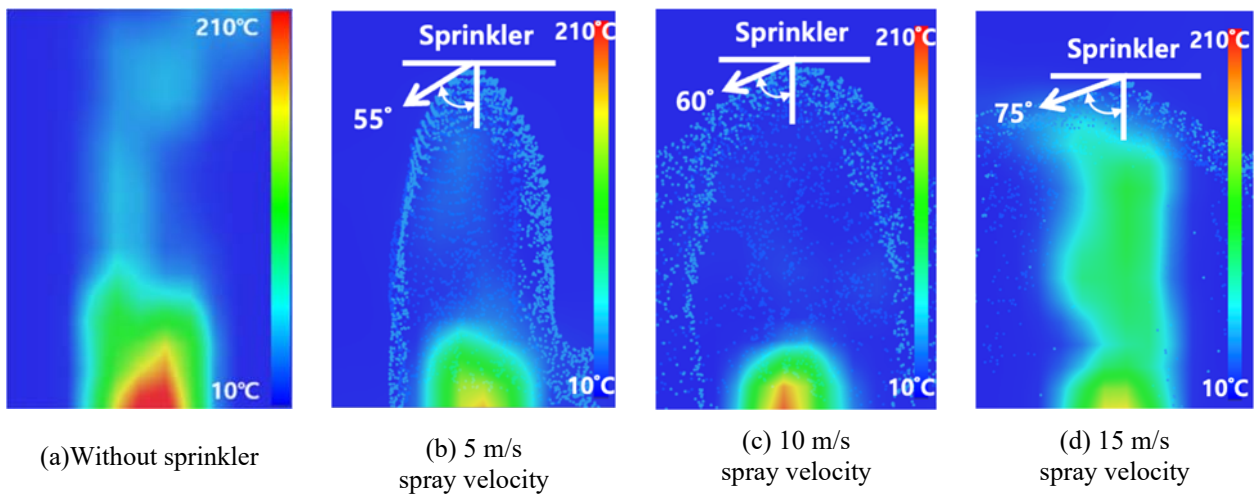 210℃
10℃
(a)Without sprinkler
Sprinkler
210℃
55°
10℃
(b) 5 m/s
spray velocity
Sprinkler
210℃
60°
10℃
(c) 10 m/s
spray velocity
Sprinkler
210℃
75°
10℃
(d) 15 m/s
spray velocity